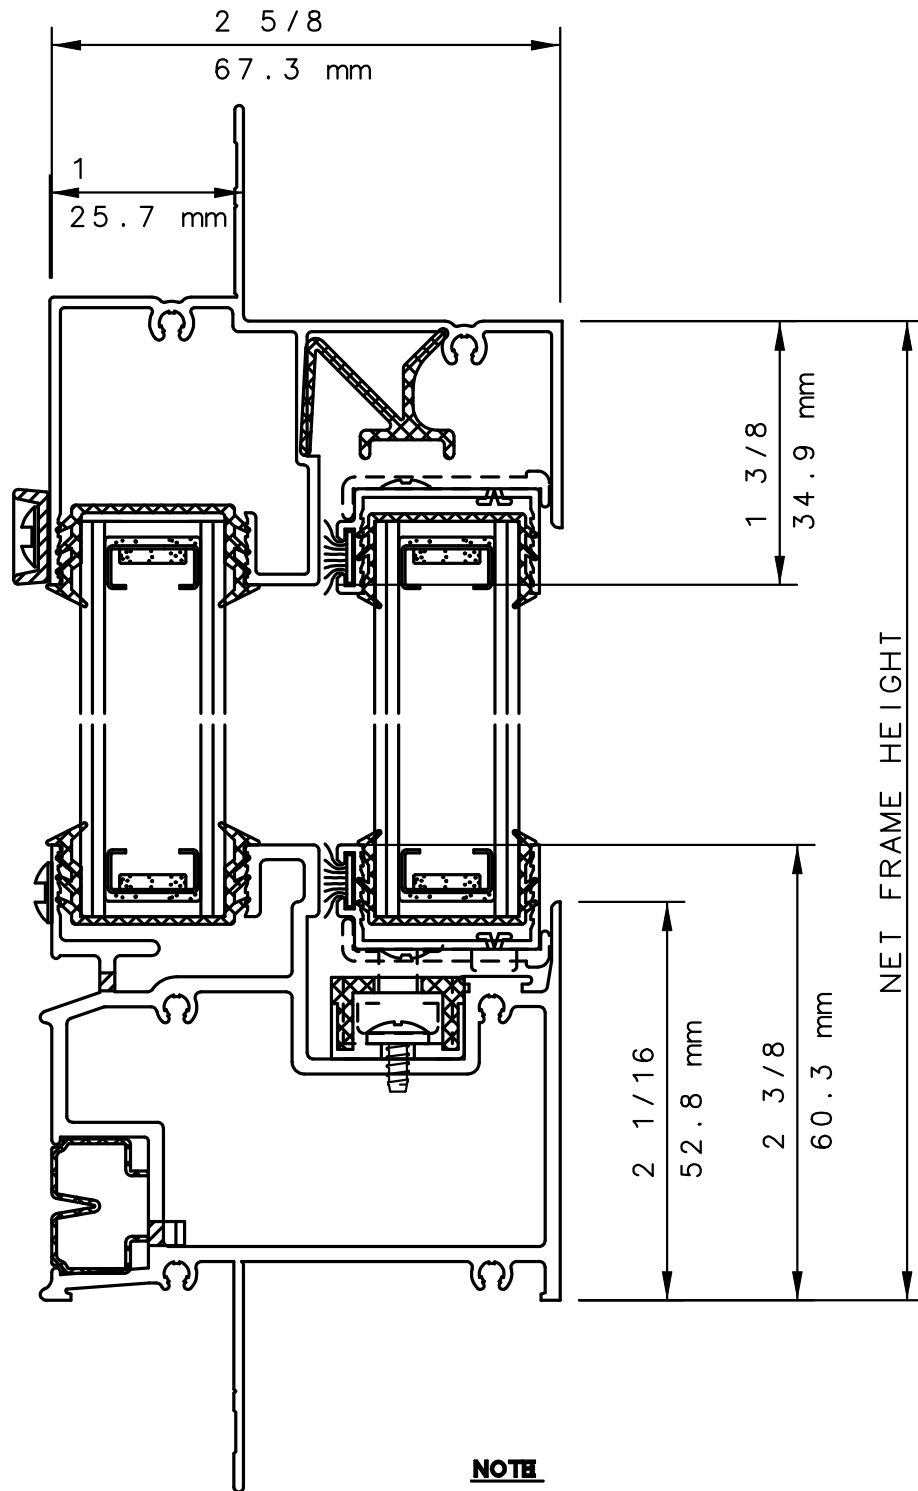 2 5/8
67.3 mm
1
25.7 mm
1 3/8
34.9 mm
NET FRAME HEIGHT
2 1/16
52.8 mm
2 3/8
60.3 mm
NOTE